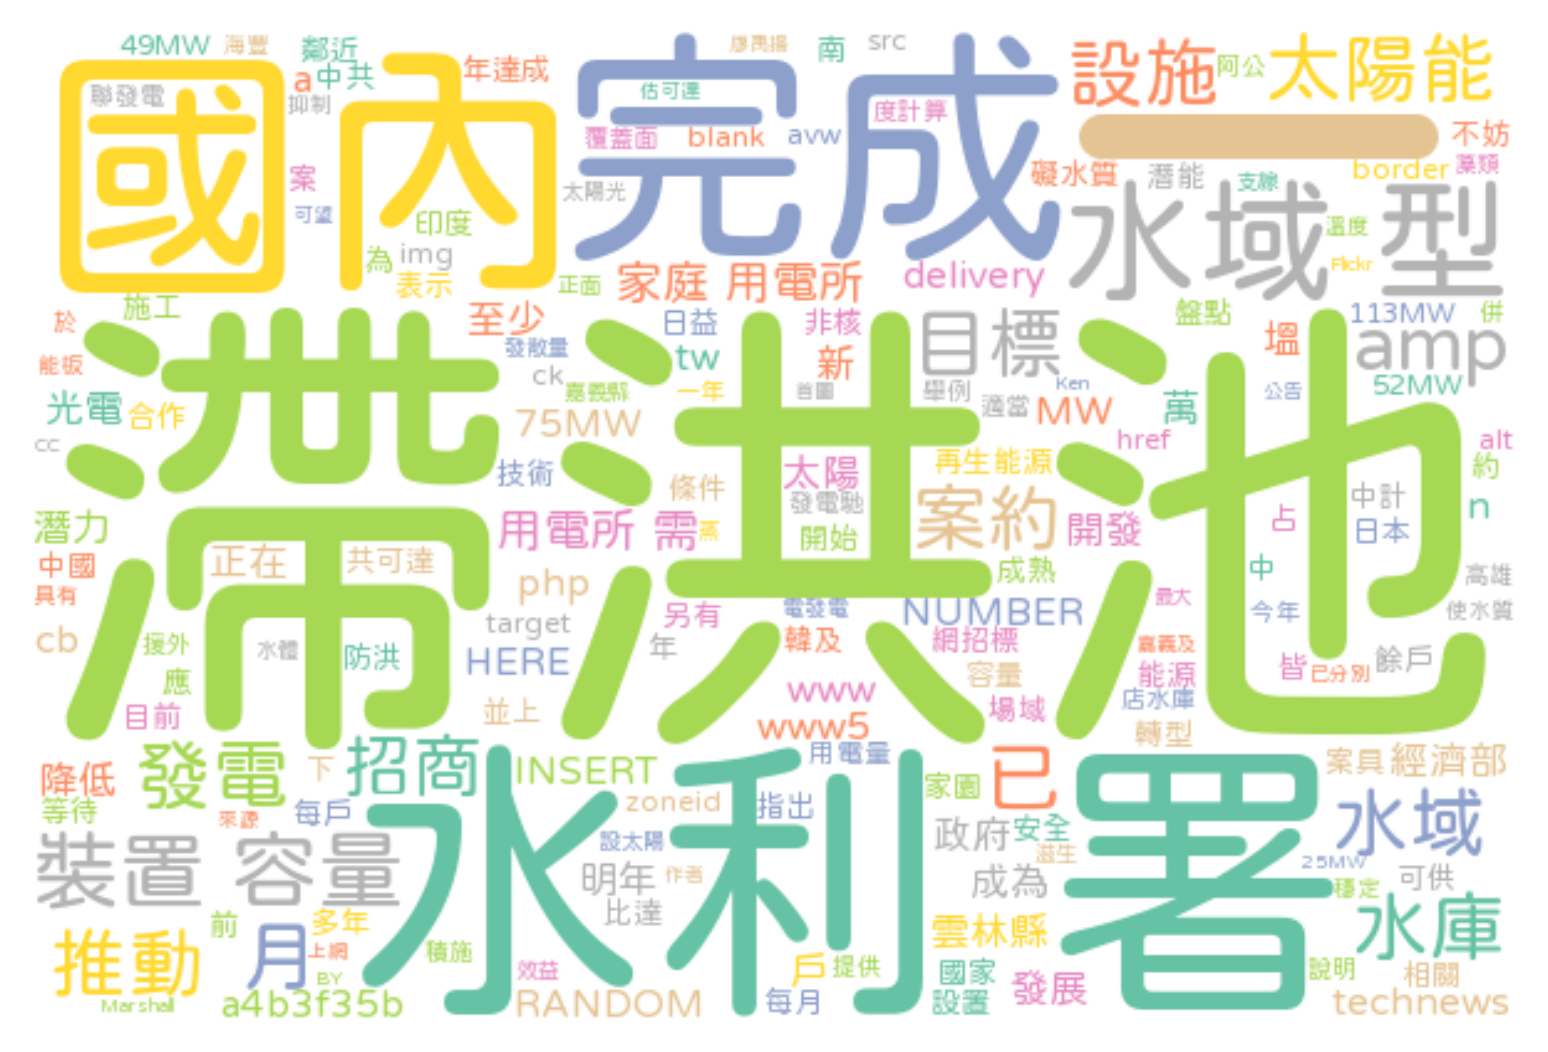 49MW 海豐 鄰近 南 src
國內 完成 設施 太陽能
a 中共 年達成 阿公
聯發電 抑制 估可達 度計算 一 不妨
覆蓋面 blank avw
案 太陽光 礙水質 潛能 支線 border 藻類
可望 印度 水域 型 溫度
為 img 表示 正面 家庭 用電所 delivery Flickr
施工 至少 日益 非核 目標 盤點 113MW 併
於 發散量 tw 新 塭 amp
能板 ck 嘉義縣 一年 首圖 舉例 Ken 公告 52MW
光電 合作 75MW 適當 MW 萬
cc 滯洪池 href alt
技術 條件 太陽 再生能源 約
潛力 用電所 需 蒸 發電馳 案約 開發 中計 n
開始 占 日本
中國 正在 共可達 php 成熟 中 高雄
具有 target 另有 電發電 NUMBER 最大 今年 使水質
cb 援外 水體 防洪 HERE 年 韓及 網招標 嘉義及 皆 已分別 餘戶
應 www 容量 能源
目前 並上 www5 場域 店水庫 轉型
降低 發電 下 招商 INSERT 用電量 已 案具 經濟部
等待 來源 每戶 zoneid 指出 家園
水利署 水域
裝置 容量 設太陽 政府 安全 滋生 25MW
明年 作者 成為 穩定 可供
比達
前 多年 雲林縣 水庫
推動 月 上網 積施 效益 戶 提供 國家 發展 說明 相關
Marshall BY a4b3f35b RANDOM 每月 設置 technews